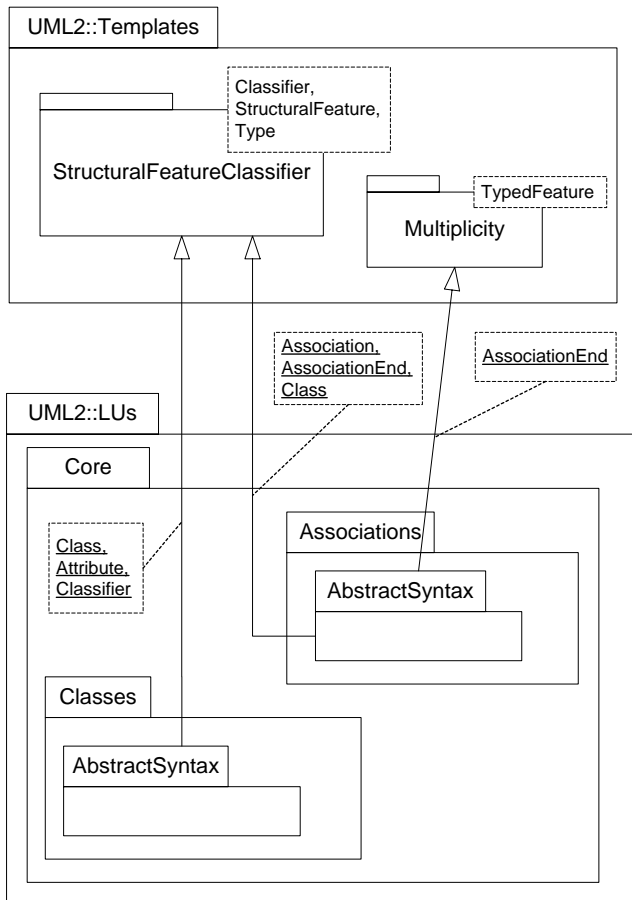 UML2::Templates
Classifier,
StructuralFeature,
Type
StructuralFeatureClassifier
TypedFeature
Multiplicity
Association,
AssociationEnd,
Class
AssociationEnd
UML2::LUs
Core
Class,
Attribute,
Classifier
Associations
AbstractSyntax
Classes
AbstractSyntax